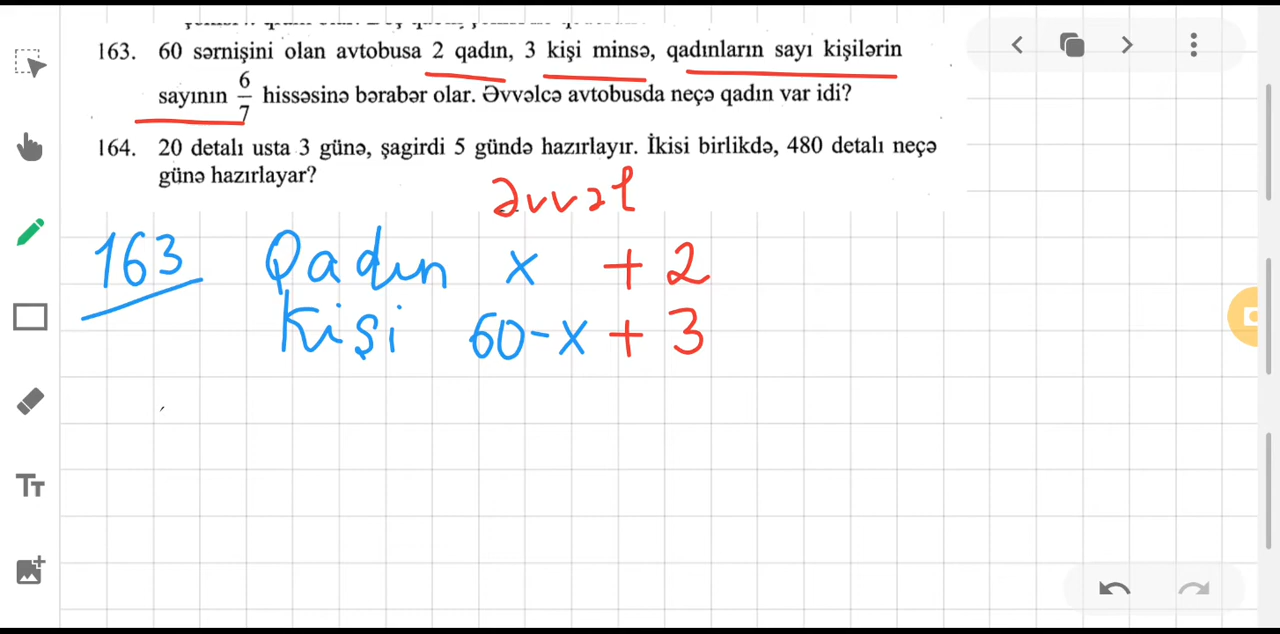 163. 60 sərnişini olan avtobusa 2 qadın, 3 kişi minsə, qadınların sayı kişilərin
sayının 6/7 hissəsinə bərabər olar. Əvvəlcə avtobusda neçə qadın var idi?
164. 20 detalı usta 3 günə, şagirdi 5 gündə hazırlayır. İkisi birlikdə, 480 detalı neçə
günə hazırlayar?
əvvəl
163 Qadın x + 2
Kişi 60-x + 3
TT